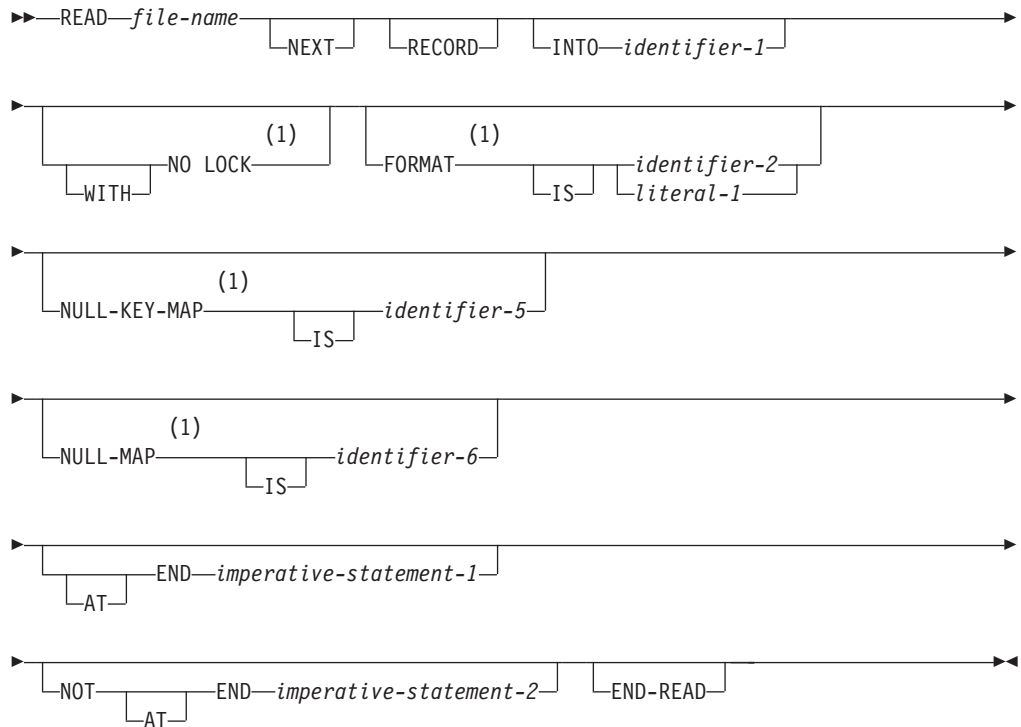 READ file-name NEXT RECORD INTO identifier-1
(1) (1)
WITH NO LOCK FORMAT IS identifier-2
literal-1
(1)
NULL-KEY-MAP IS identifier-5
(1)
NULL-MAP IS identifier-6
AT END imperative-statement-1
NOT AT END imperative-statement-2 END-READ